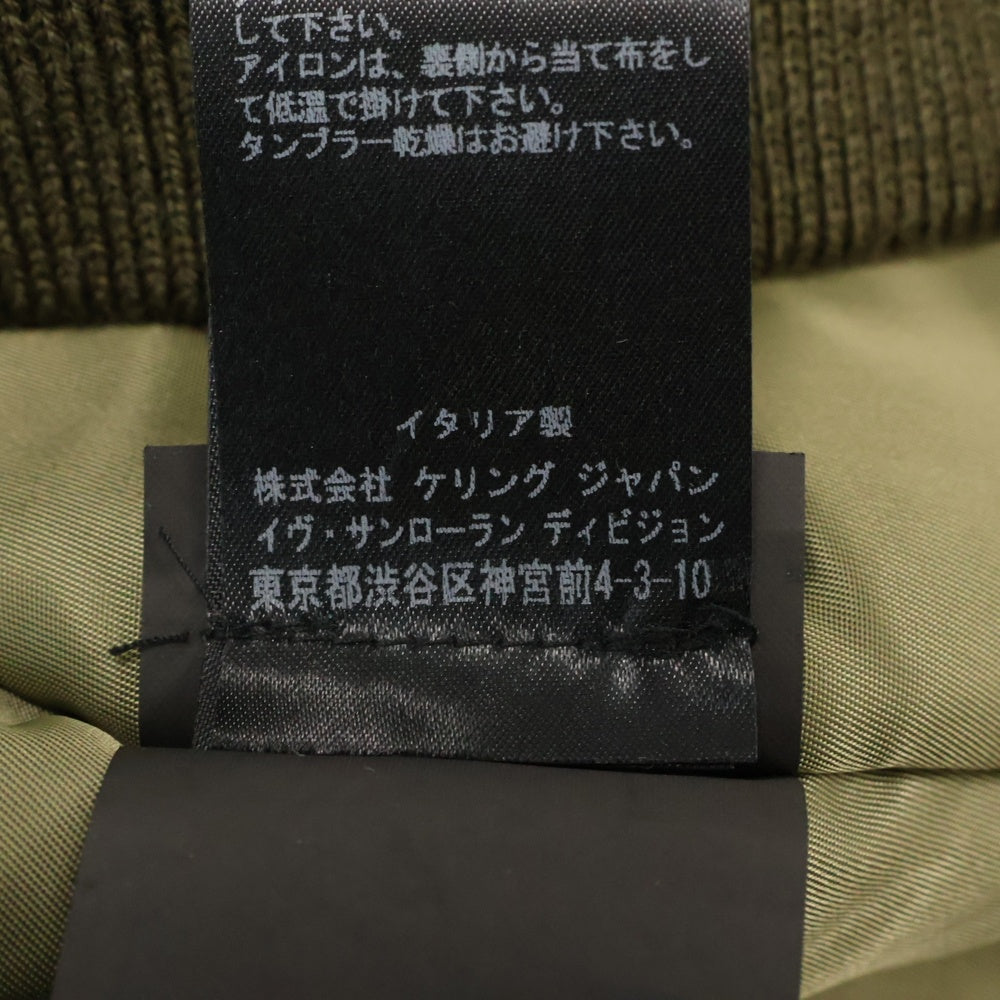 して下さい。
アイロンは、裏側から当て布をし
て低温で掛けて下さい。
タンブラー乾燥はお避け下さい。
イタリア製
株式会社 ケリング ジャパン
イヴ・サンローラン ディビジョン
東京都渋谷区神宮前4-3-10